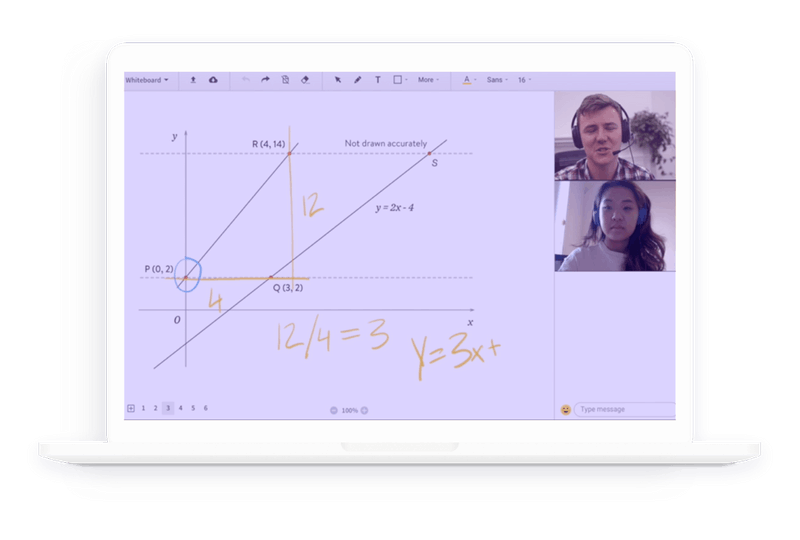 Whiteboard T More A Sans 16
y
R (4, 14) Not drawn accurately
S
12
y = 2x - 4
P (0, 2)
Q (3, 2)
4
O x
12/4 = 3 y = 3x +
1 2 3 4 5 6 100% Type message